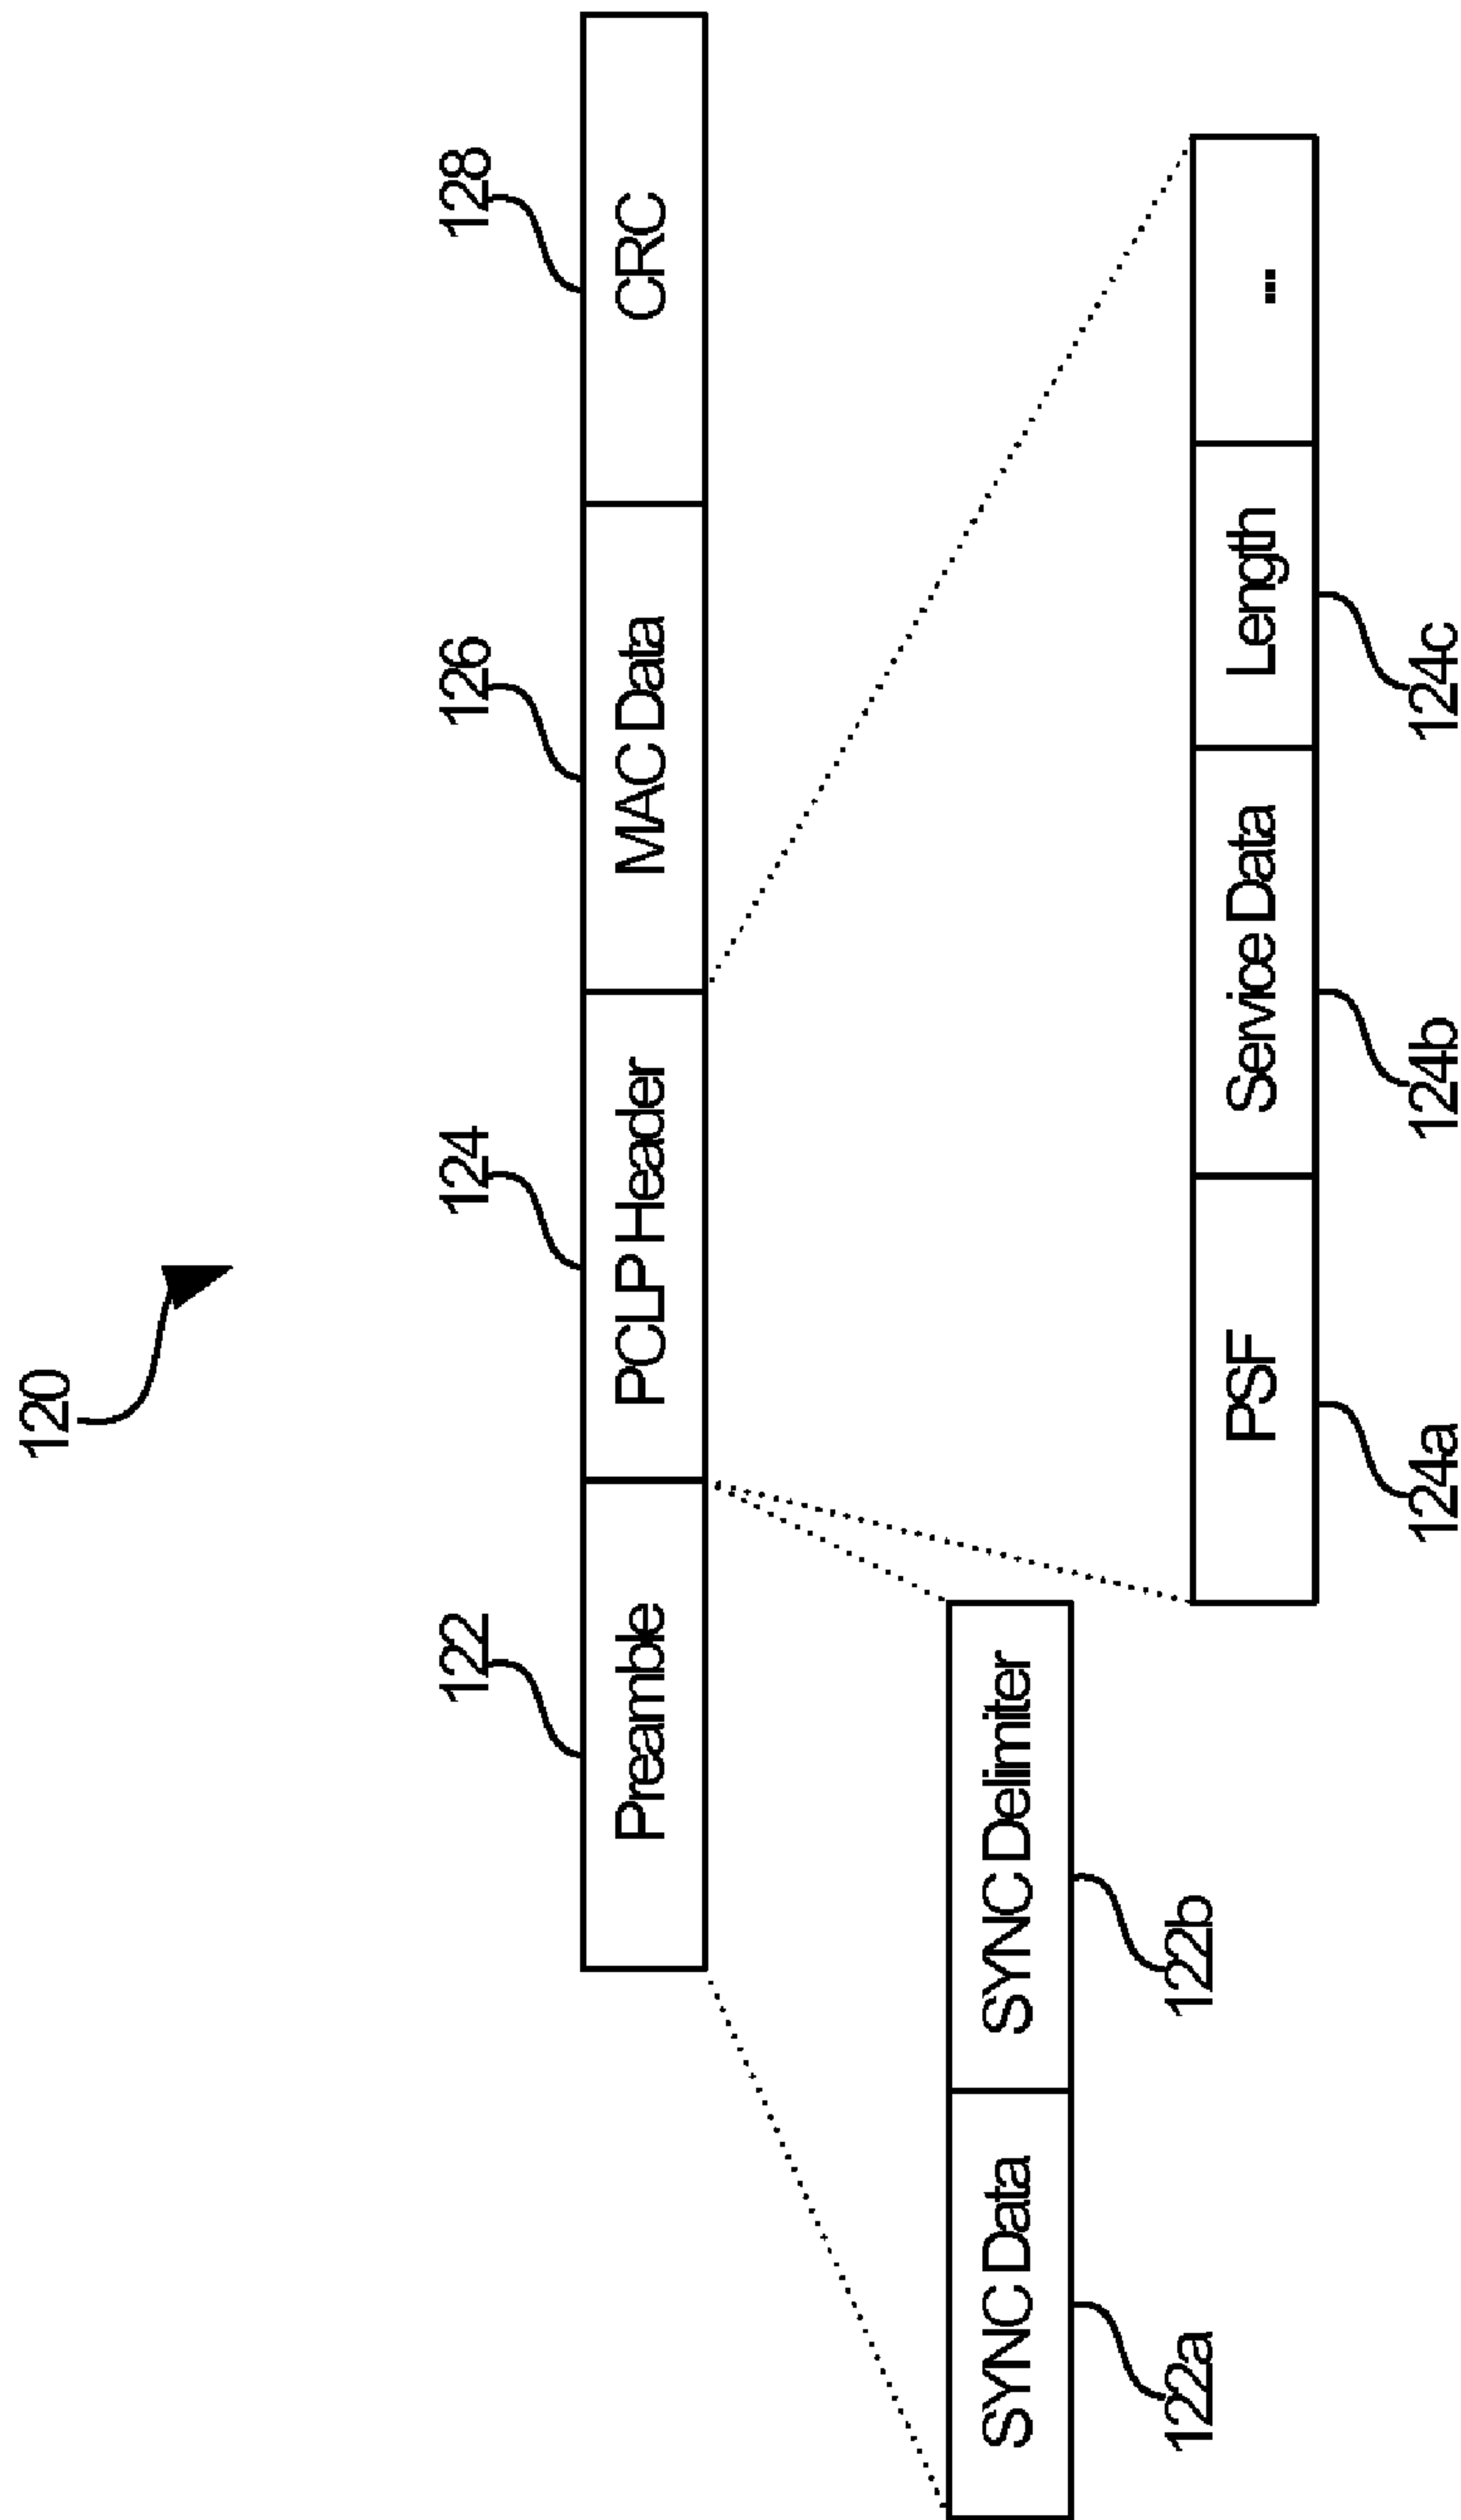 120
122 124 126 128
Preamble PCLP Header MAC Data CRC
SYNC Data SYNC Delimiter
122a 122b
PSF Service Data Length ...
124a 124b 124c